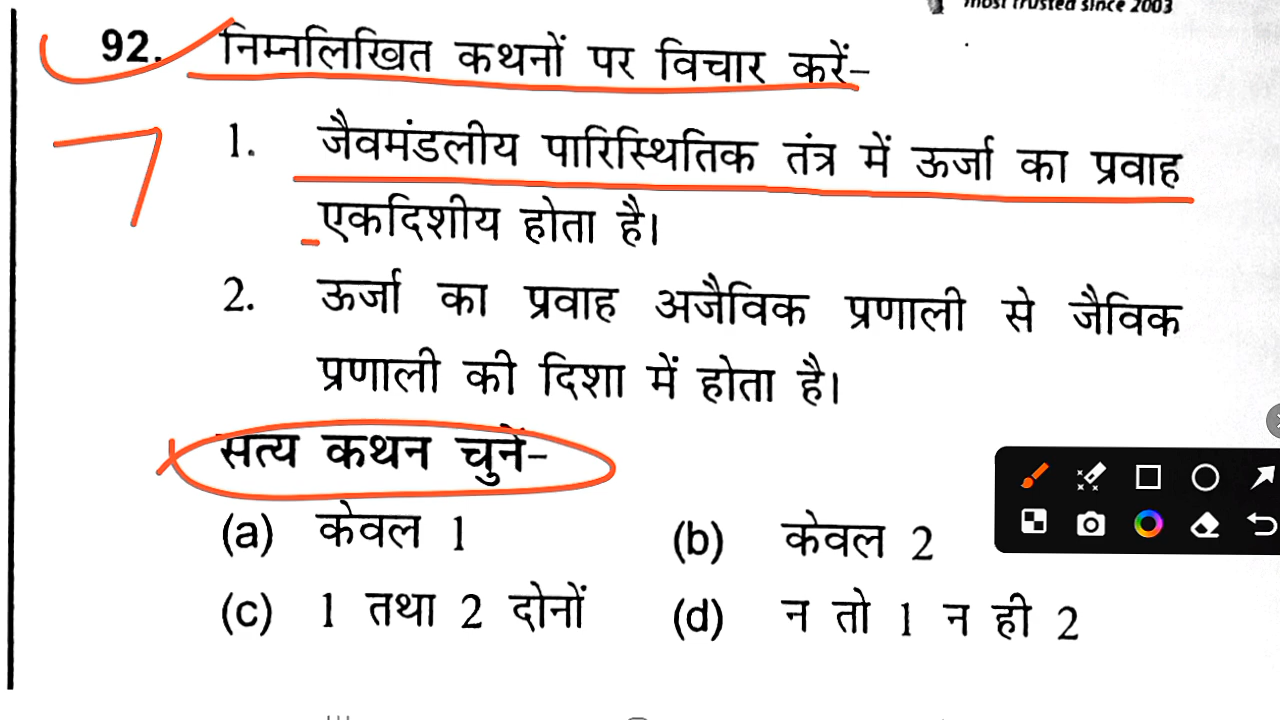 most trusted since 2003
92. निम्नलिखित कथनों पर विचार करें-
1. जैवमंडलीय पारिस्थितिक तंत्र में ऊर्जा का प्रवाह
एकदिशीय होता है।
2. ऊर्जा का प्रवाह अजैविक प्रणाली से जैविक
प्रणाली की दिशा में होता है।
सत्य कथन चुनें-
(a) केवल 1 (b) केवल 2
(c) 1 तथा 2 दोनों (d) न तो 1 न ही 2